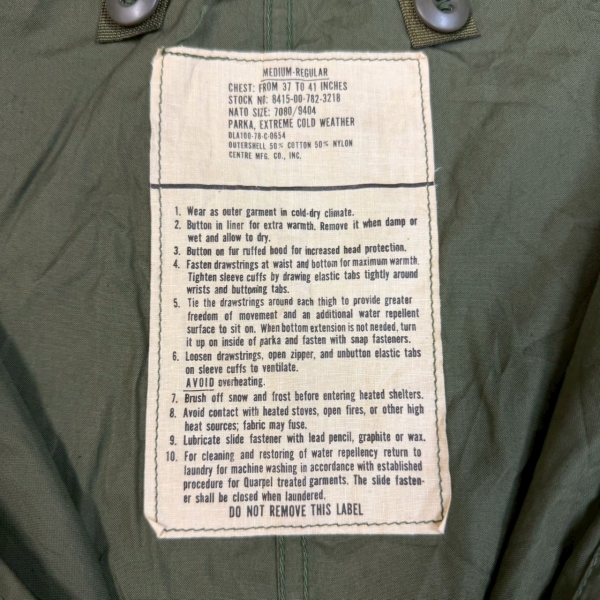 MEDIUM-REGULAR
CHEST: FROM 37 TO 41 INCHES
STOCK Nº: 8415-00-782-3218
NATO SIZE: 7080/9404
PARKA, EXTREME COLD WEATHER
DLA100-78-C-0654
OUTERSHELL 50% COTTON 50% NYLON
CENTRE MFG. CO., INC.
1. Wear as outer garment in cold-dry climate.
2. Button in liner for extra warmth. Remove it when damp or
wet and allow to dry.
3. Button on fur ruffed hood for increased head protection.
4. Fasten drawstrings at waist and bottom for maximum warmth.
Tighten sleeve cuffs by drawing elastic tabs tightly around
wrists and buttoning tabs.
5. Tie the drawstrings around each thigh to provide greater
freedom of movement and an additional water repellent
surface to sit on. When bottom extension is not needed, turn
it up on inside of parka and fasten with snap fasteners.
6. Loosen drawstrings, open zipper, and unbutton elastic tabs
on sleeve cuffs to ventilate.
AVOID overheating.
7. Brush off snow and frost before entering heated shelters.
8. Avoid contact with heated stoves, open fires, or other high
heat sources; fabric may fuse.
9. Lubricate slide fastener with lead pencil, graphite or wax.
10. For cleaning and restoring of water repellency return to
laundry for machine washing in accordance with established
procedure for Quarpel treated garments. The slide fasten-
er shall be closed when laundered.
DO NOT REMOVE THIS LABEL